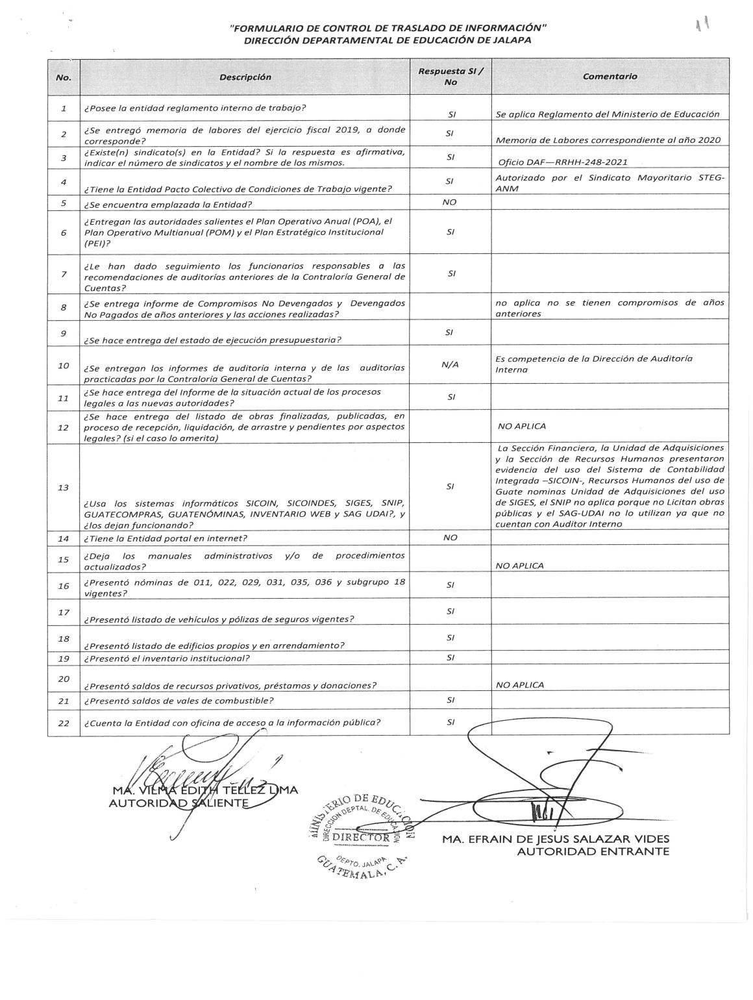 11
"FORMULARIO DE CONTROL DE TRASLADO DE INFORMACIÓN"
DIRECCIÓN DEPARTAMENTAL DE EDUCACIÓN DE JALAPA
No. Descripción Respuesta SI / No Comentario
1 ¿Posee la entidad reglamento interno de trabajo? SI Se aplica Reglamento del Ministerio de Educación
2 ¿Se entregó memoria de labores del ejercicio fiscal 2019, a donde
corresponde? SI Memoria de Labores correspondiente al año 2020
3 ¿Existe(n) sindicato(s) en la Entidad? Si la respuesta es afirmativa,
indicar el número de sindicatos y el nombre de los mismos. SI Oficio DAF—RRHH-248-2021
4 ¿Tiene la Entidad Pacto Colectivo de Condiciones de Trabajo vigente? SI Autorizado por el Sindicato Mayoritario STEG-
ANM
5 ¿Se encuentra emplazada la Entidad? NO
6 ¿Entregan las autoridades salientes el Plan Operativo Anual (POA), el
Plan Operativo Multianual (POM) y el Plan Estratégico Institucional
(PEI)? SI
7 ¿Le han dado seguimiento los funcionarios responsables a las
recomendaciones de auditorías anteriores de la Contraloría General de
Cuentas? SI
8 ¿Se entrega informe de Compromisos No Devengados y Devengados
No Pagados de años anteriores y las acciones realizadas? no aplica no se tienen compromisos de años
anteriores
9 ¿Se hace entrega del estado de ejecución presupuestaria? SI
10 ¿Se entregan los informes de auditoría interna y de las auditorías
practicadas por la Contraloría General de Cuentas? N/A Es competencia de la Dirección de Auditoría
Interna
11 ¿Se hace entrega del Informe de la situación actual de los procesos
legales a las nuevas autoridades? SI
12 ¿Se hace entrega del listado de obras finalizadas, publicadas, en
proceso de recepción, liquidación, de arrastre y pendientes por aspectos
legales? (si el caso lo amerita) NO APLICA
13 ¿Usa los sistemas informáticos SICOIN, SICOINDES, SIGES, SNIP,
GUATECOMPRAS, GUATENÓMINAS, INVENTARIO WEB y SAG UDAI?, y
¿los dejan funcionando? SI La Sección Financiera, la Unidad de Adquisiciones
y la Sección de Recursos Humanos presentaron
evidencia del uso del Sistema de Contabilidad
Integrada –SICOIN-, Recursos Humanos del uso de
Guate nominas Unidad de Adquisiciones del uso
de SIGES, el SNIP no aplica porque no Licitan obras
públicas y el SAG-UDAI no lo utilizan ya que no
cuentan con Auditor Interno
14 ¿Tiene la Entidad portal en internet? NO
15 ¿Deja los manuales administrativos y/o de procedimientos
actualizados? NO APLICA
16 ¿Presentó nóminas de 011, 022, 029, 031, 035, 036 y subgrupo 18
vigentes? SI
17 ¿Presentó listado de vehículos y pólizas de seguros vigentes? SI
18 ¿Presentó listado de edificios propios y en arrendamiento? SI
19 ¿Presentó el inventario institucional? SI
20 ¿Presentó saldos de recursos privativos, préstamos y donaciones? NO APLICA
21 ¿Presentó saldos de vales de combustible? SI
22 ¿Cuenta la Entidad con oficina de acceso a la información pública? SI
MA. VILMA EDITH TELLEZ LIMA
AUTORIDAD SALIENTE
MINISTERIO DE EDUCACION
DIRECCION DEPTAL. DE EDUCACION
DIRECTOR
DEPTO. JALAPA
GUATEMALA, C. A.
MA. EFRAIN DE JESUS SALAZAR VIDES
AUTORIDAD ENTRANTE